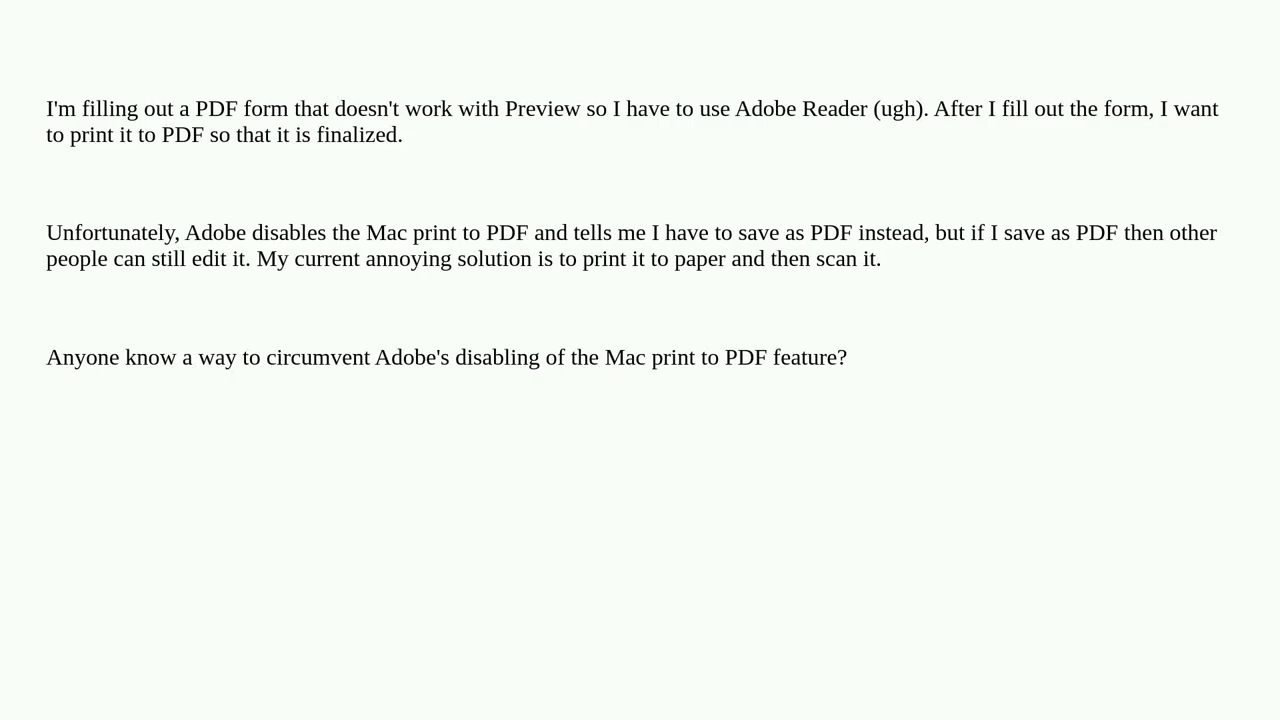 I'm filling out a PDF form that doesn't work with Preview so I have to use Adobe Reader (ugh). After I fill out the form, I want
to print it to PDF so that it is finalized.
Unfortunately, Adobe disables the Mac print to PDF and tells me I have to save as PDF instead, but if I save as PDF then other
people can still edit it. My current annoying solution is to print it to paper and then scan it.
Anyone know a way to circumvent Adobe's disabling of the Mac print to PDF feature?